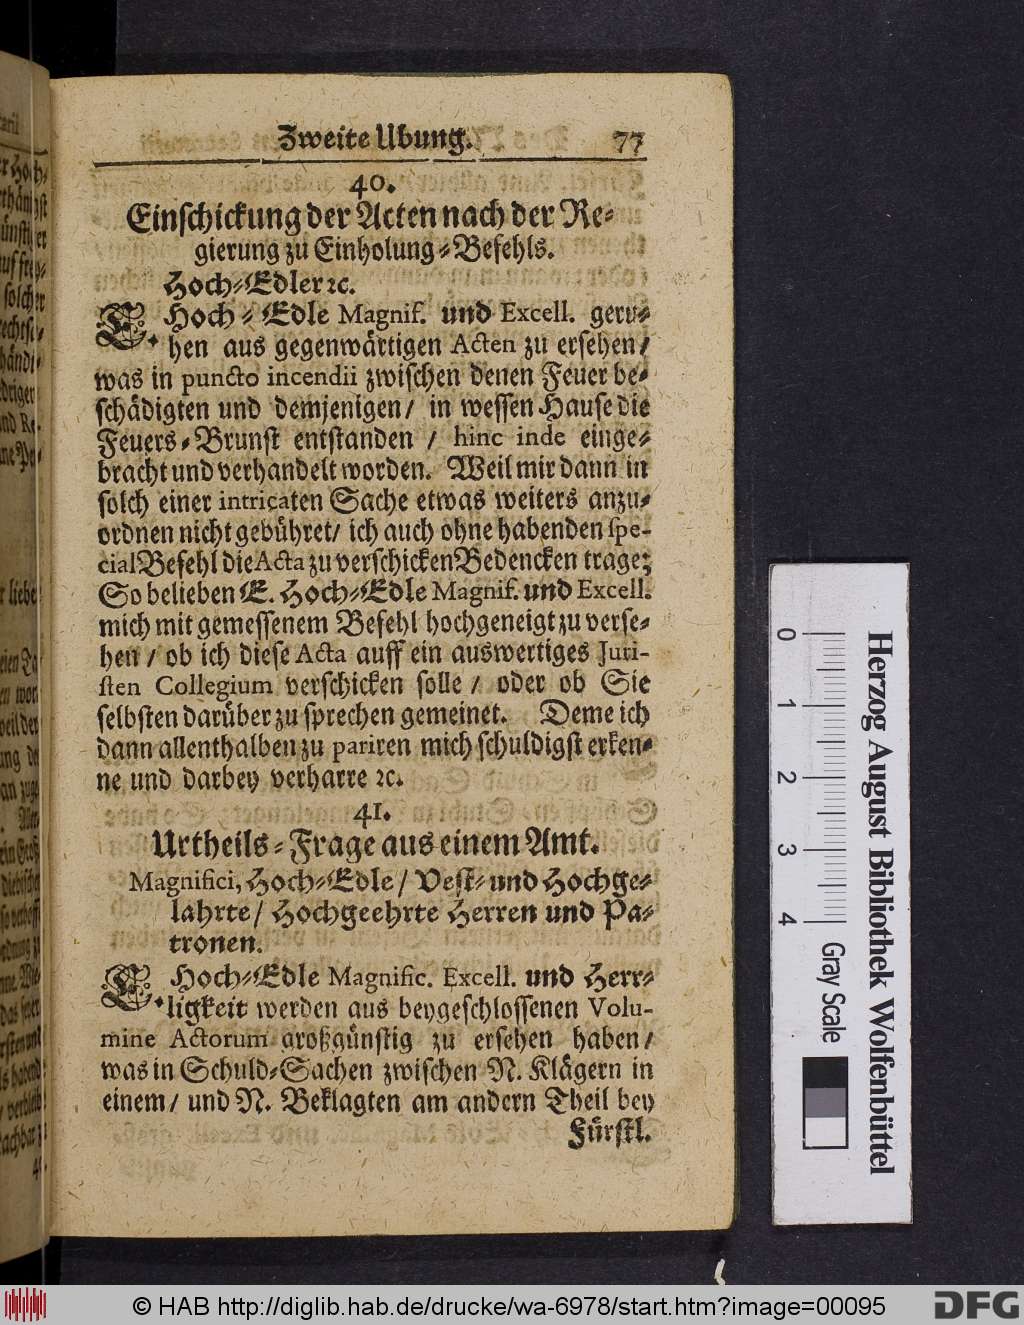 Zweite Ubung. 77
40.
Einschickung der Acten nach der Re-
gierung zu Einholung-Befehls.
Hoch-Edler ꝛc.
E. Hoch-Edle Magnif. und Excell. geru-
hen aus gegenwärtigen Acten zu ersehen/
was in puncto incendii zwischen denen Feuer be-
schädigten und demjenigen/ in wessen Hause die
Feuers-Brunst entstanden / hinc inde einge-
bracht und verhandelt worden. Weil mir dann in
solch einer intricaten Sache etwas weiters anzu-
ordnen nicht gebühret/ ich auch ohne habenden spe-
cial Befehl die Acta zu verschicken Bedencken trage;
So belieben E. Hoch-Edle Magnif. und Excell.
mich mit gemessenem Befehl hochgeneigt zu verse-
hen / ob ich diese Acta auff ein auswertiges Juri-
sten Collegium verschicken solle / oder ob Sie
selbsten darüber zu sprechen gemeinet. Deme ich
dann allenthalben zu pariren mich schuldigst erken-
ne und darbey verharre ꝛc.
41.
Urtheils-Frage aus einem Amt.
Magnifici, Hoch-Edle / Vest- und Hochge-
lahrte / Hochgeehrte Herren und Pa-
tronen.
E. Hoch-Edle Magnific. Excell. und Herr-
ligkeit werden aus beygeschlossenen Volu-
mine Actorum großgünstig zu ersehen haben/
was in Schuld-Sachen zwischen N. Klägern in
einem/ und N. Beklagten am andern Theil bey
Fürstl.
0 1 2 3 4
Gray Scale
Herzog August Bibliothek Wolfenbüttel
© HAB http://diglib.hab.de/drucke/wa-6978/start.htm?image=00095
DFG